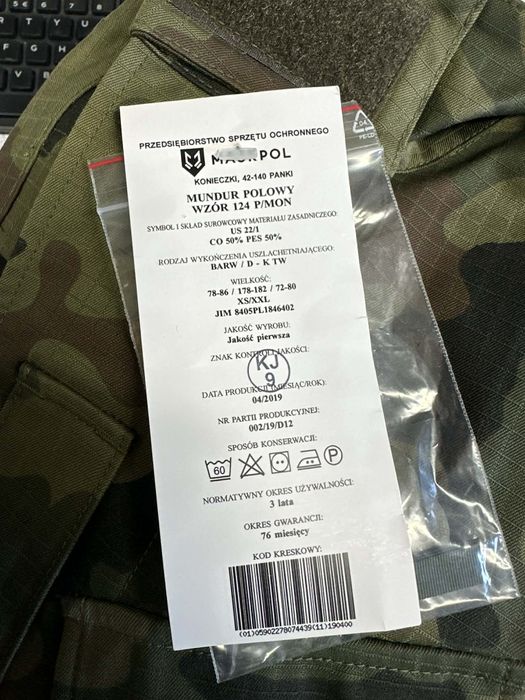 PRZEDSIĘBIORSTWO SPRZĘTU OCHRONNEGO
MASKPOL
KONIECZKI, 42-140 PANKI
MUNDUR POLOWY
WZÓR 124 P/MON
SYMBOL I SKŁAD SUROWCOWY MATERIAŁU ZASADNICZEGO:
US 22/1
CO 50% PES 50%
RODZAJ WYKOŃCZENIA USZLACHETNIAJĄCEGO:
BARW / D - K TW
WIELKOŚĆ:
78-86 / 178-182 / 72-80
XS/XXL
JIM 8405PL1846402
JAKOŚĆ WYROBU:
Jakość pierwsza
ZNAK KONTROLI JAKOŚCI:
KJ
9
DATA PRODUKCJI (MIESIĄC/ROK):
04/2019
NR PARTII PRODUKCYJNEJ:
002/19/D12
SPOSÓB KONSERWACJI:
60 P
NORMATYWNY OKRES UŻYWALNOŚCI:
3 lata
OKRES GWARANCJI:
76 miesięcy
KOD KRESKOWY:
(01)05902278074439(11)190400